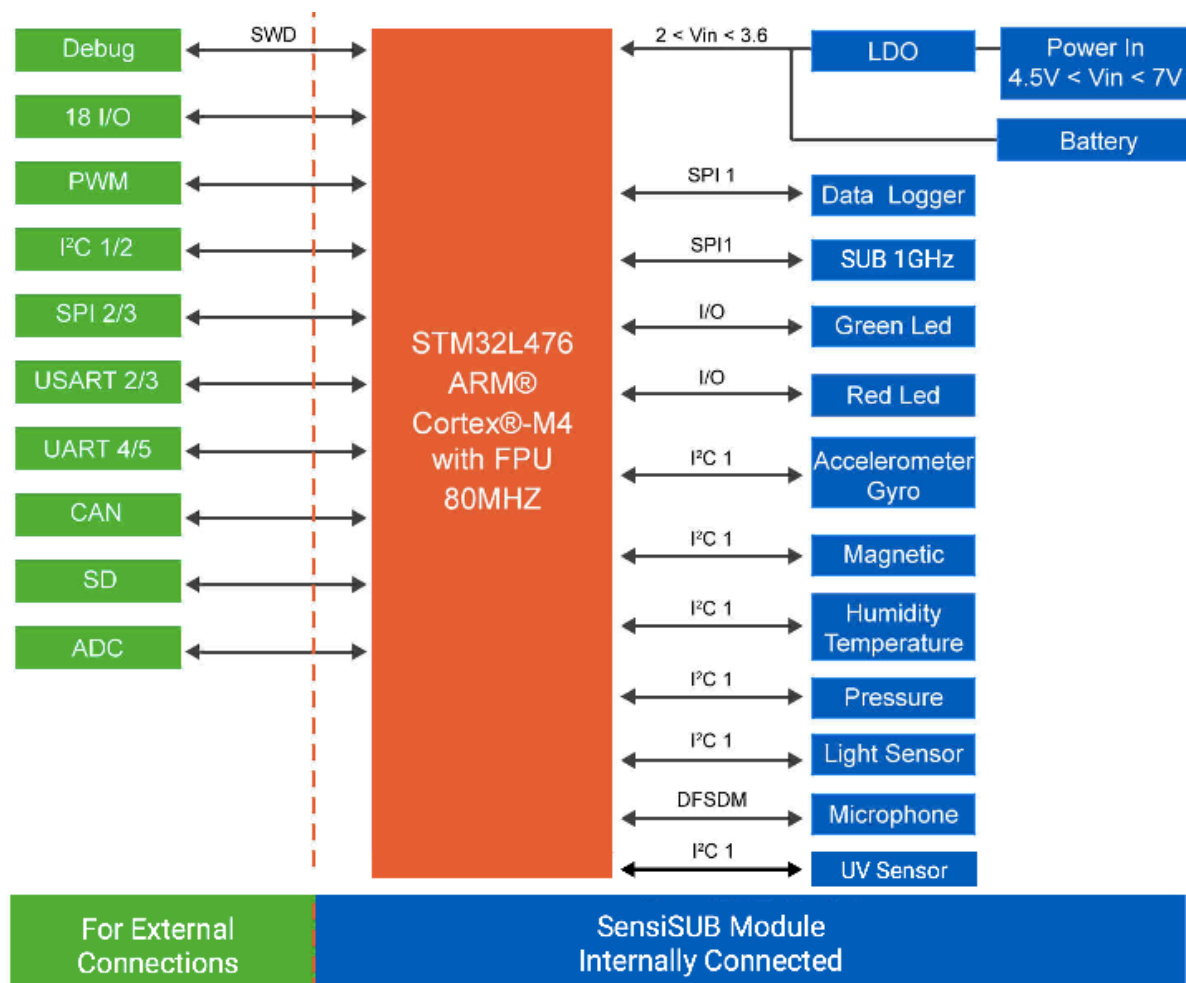 Debug
SWD
18 I/O
PWM
I²C 1/2
SPI 2/3
USART 2/3
UART 4/5
CAN
SD
ADC
STM32L476
ARM®
Cortex®-M4
with FPU
80MHZ
2 < Vin < 3.6
LDO
Power In
4.5V < Vin < 7V
Battery
SPI 1
Data Logger
SPI1
SUB 1GHz
I/O
Green Led
I/O
Red Led
I²C 1
Accelerometer
Gyro
I²C 1
Magnetic
I²C 1
Humidity
Temperature
I²C 1
Pressure
I²C 1
Light Sensor
DFSDM
Microphone
I²C 1
UV Sensor
For External
Connections
SensiSUB Module
Internally Connected